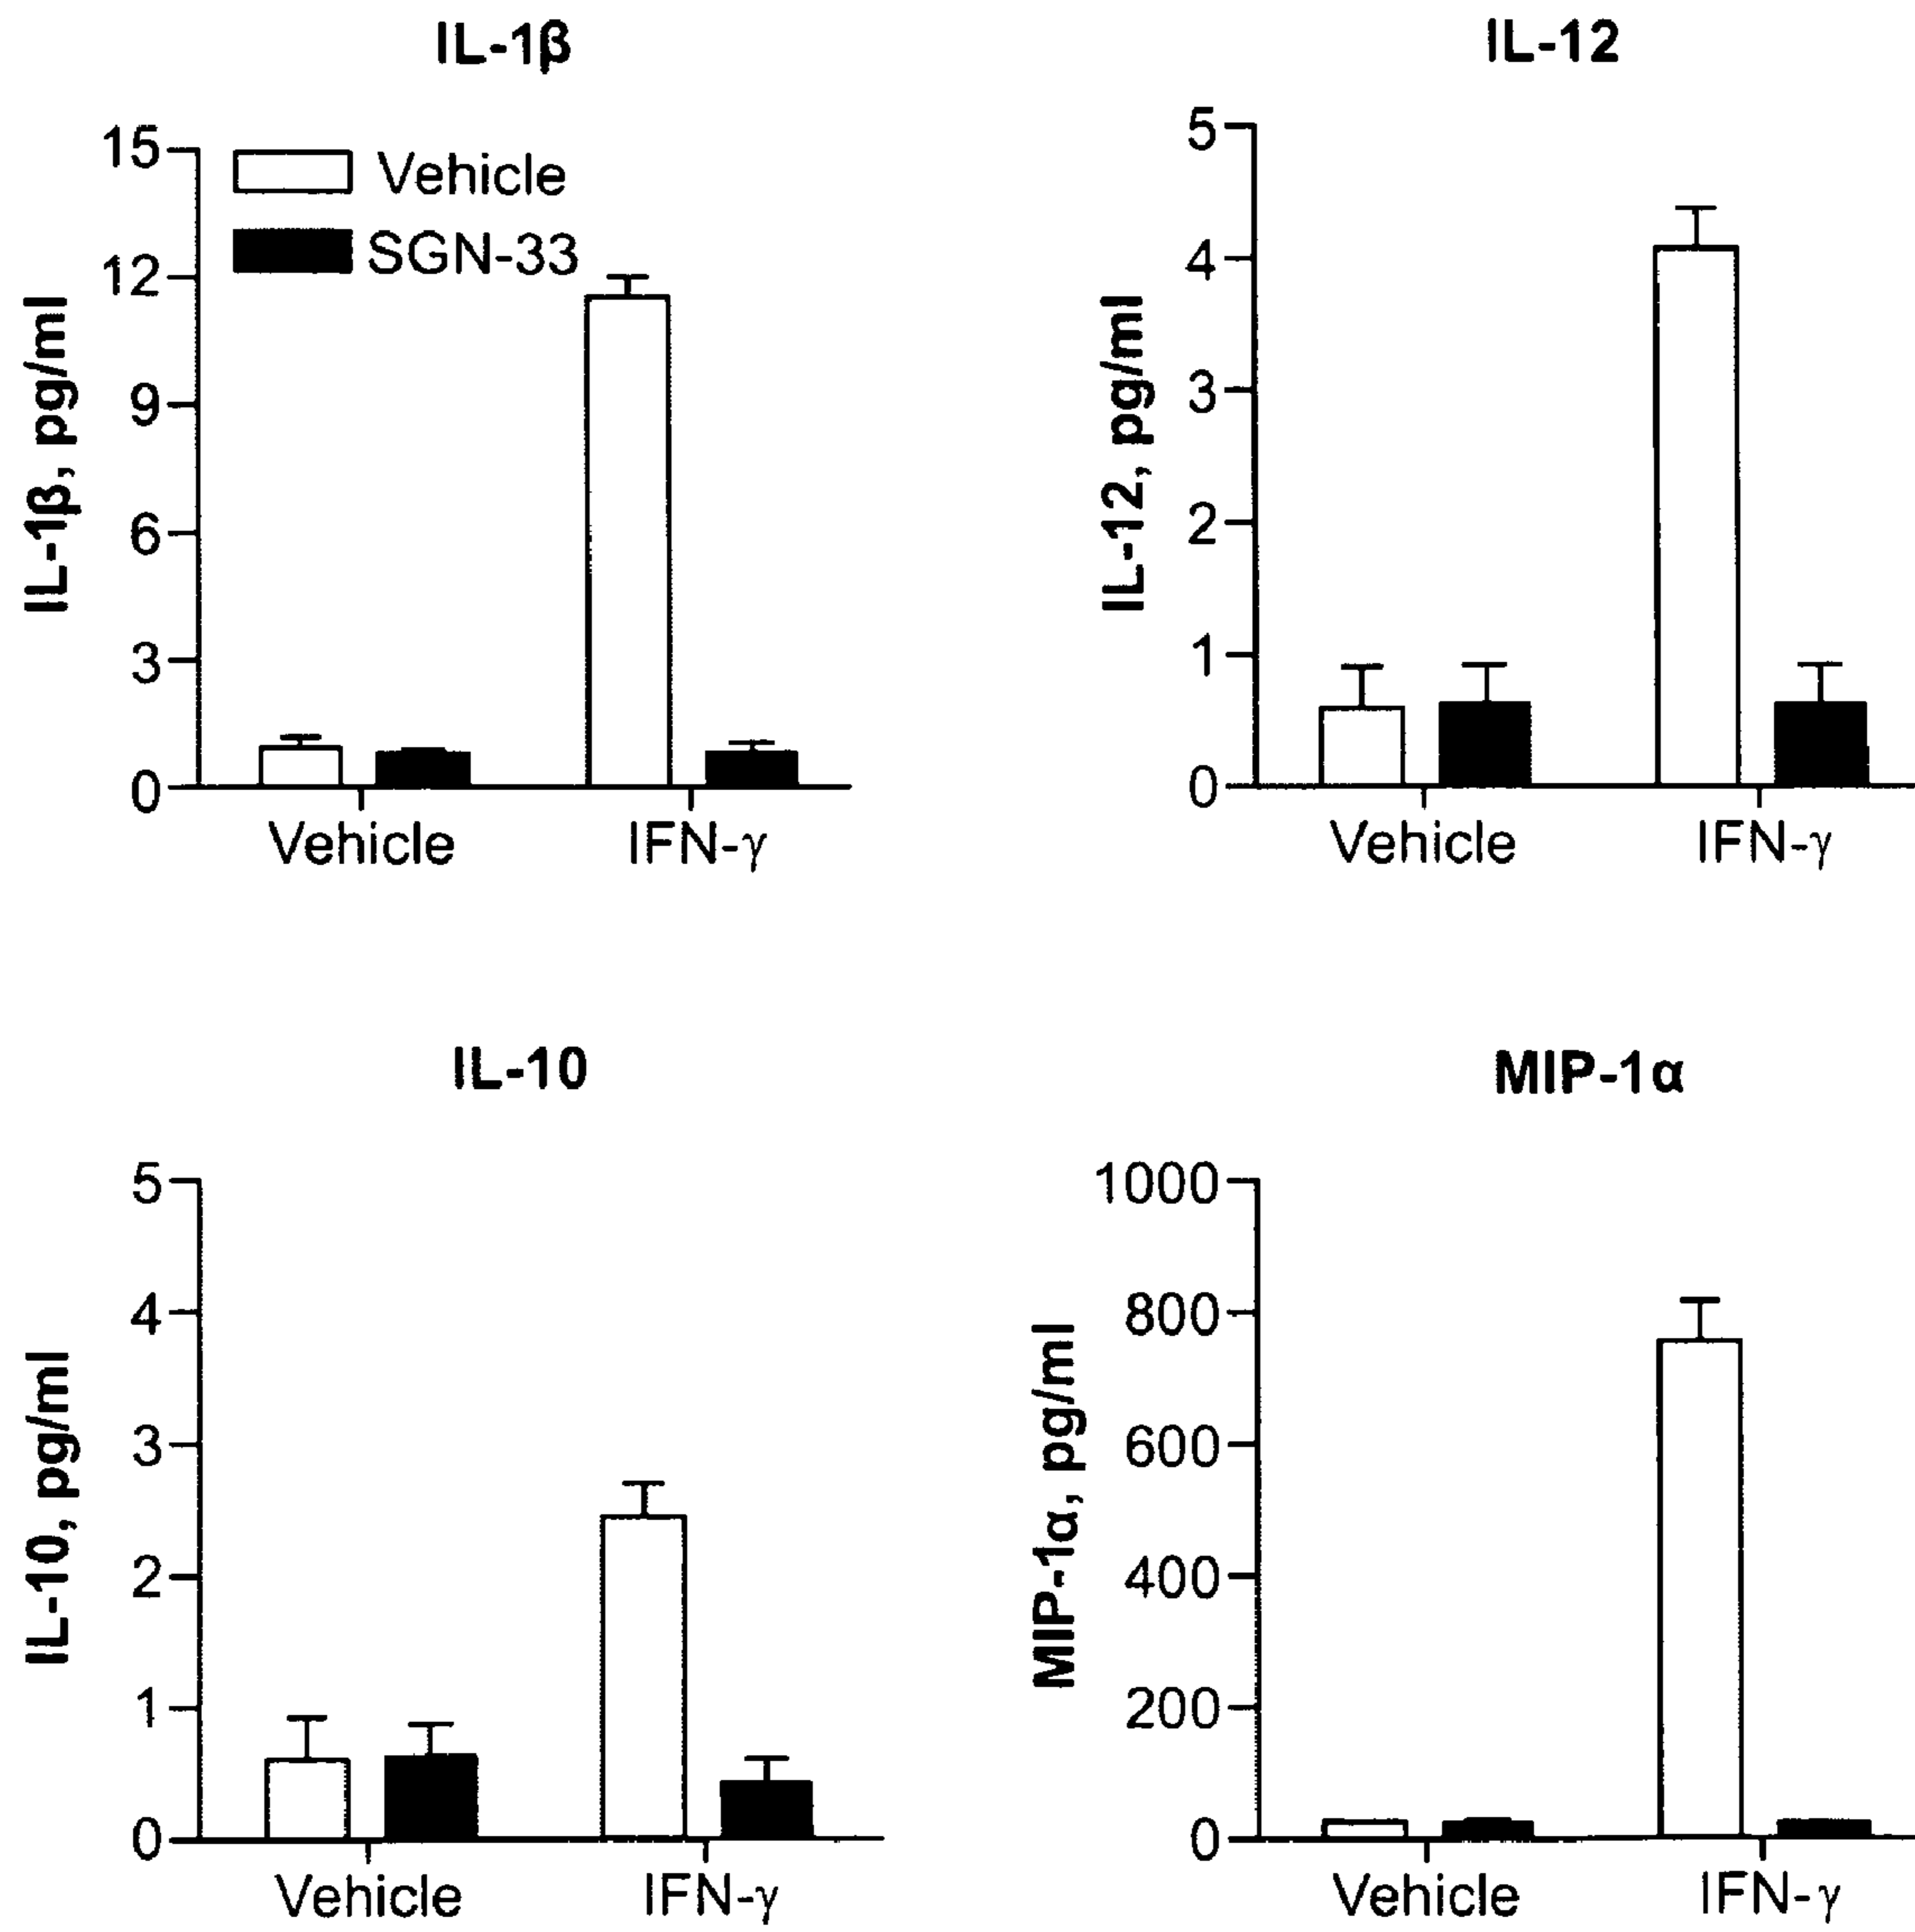 IL-1β
IL-1β, pg/ml
15
12
9
6
3
0
Vehicle
SGN-33
Vehicle
IFN-γ
IL-12
IL-12, pg/ml
5
4
3
2
1
0
Vehicle
IFN-γ
IL-10
IL-10, pg/ml
5
4
3
2
1
0
Vehicle
IFN-γ
MIP-1α
MIP-1α, pg/ml
1000
800
600
400
200
0
Vehicle
IFN-γ